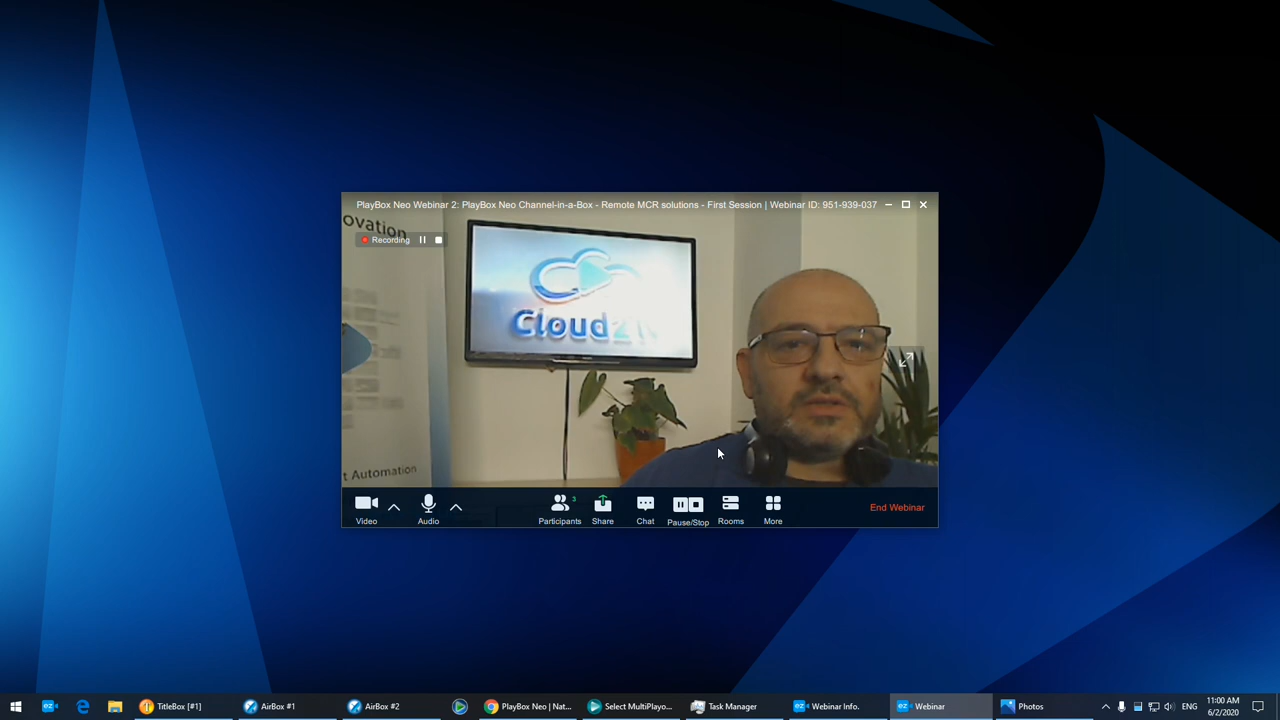 PlayBox Neo Webinar 2: PlayBox Neo Channel-in-a-Box - Remote MCR solutions - First Session | Webinar ID: 951-939-037
ovation
Recording
Cloud2
t Automation
Video
Audio
Participants
3
Share
Chat
Pause/Stop
Rooms
More
End Webinar
TitleBox [#1]
AirBox #1
AirBox #2
PlayBox Neo | Nat...
Select MultiPlayo...
Task Manager
Webinar Info.
Webinar
Photos
ENG
11:00 AM
6/2/2020